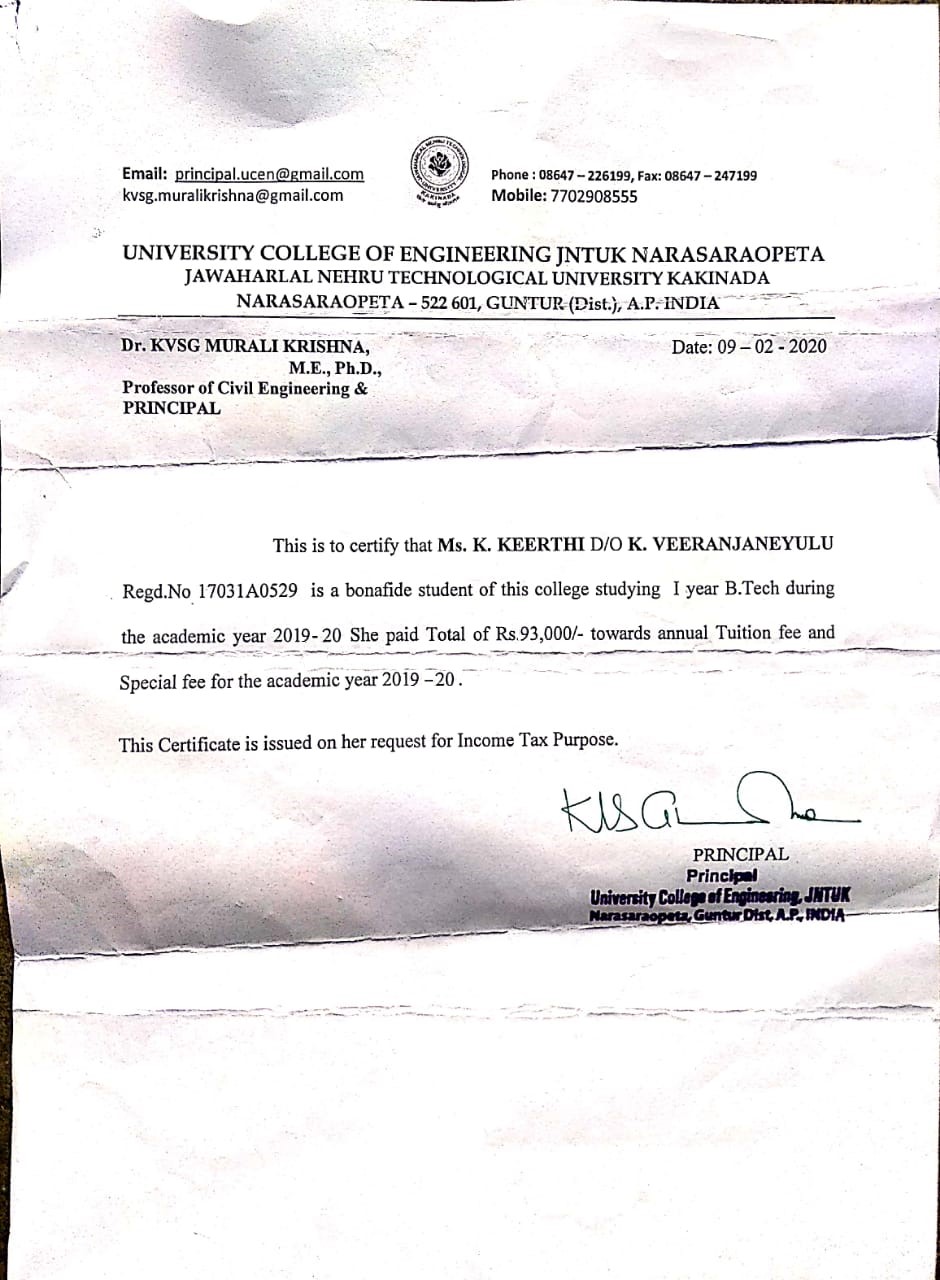 Email: principal.ucen@gmail.com
kvsg.muralikrishna@gmail.com
Phone : 08647 – 226199, Fax: 08647 – 247199
Mobile: 7702908555
UNIVERSITY COLLEGE OF ENGINEERING JNTUK NARASARAOPETA
JAWAHARLAL NEHRU TECHNOLOGICAL UNIVERSITY KAKINADA
NARASARAOPETA – 522 601, GUNTUR (Dist.), A.P. INDIA
Dr. KVSG MURALI KRISHNA,
Date: 09 – 02 - 2020
M.E., Ph.D.,
Professor of Civil Engineering &
PRINCIPAL
This is to certify that Ms. K. KEERTHI D/O K. VEERANJANEYULU
Regd.No 17031A0529 is a bonafide student of this college studying I year B.Tech during
the academic year 2019- 20 She paid Total of Rs.93,000/- towards annual Tuition fee and
Special fee for the academic year 2019 –20 .
This Certificate is issued on her request for Income Tax Purpose.
PRINCIPAL
Principal
University College of Engineering, JNTUK
Narasaraopeta, Guntur Dist, A.P., INDIA